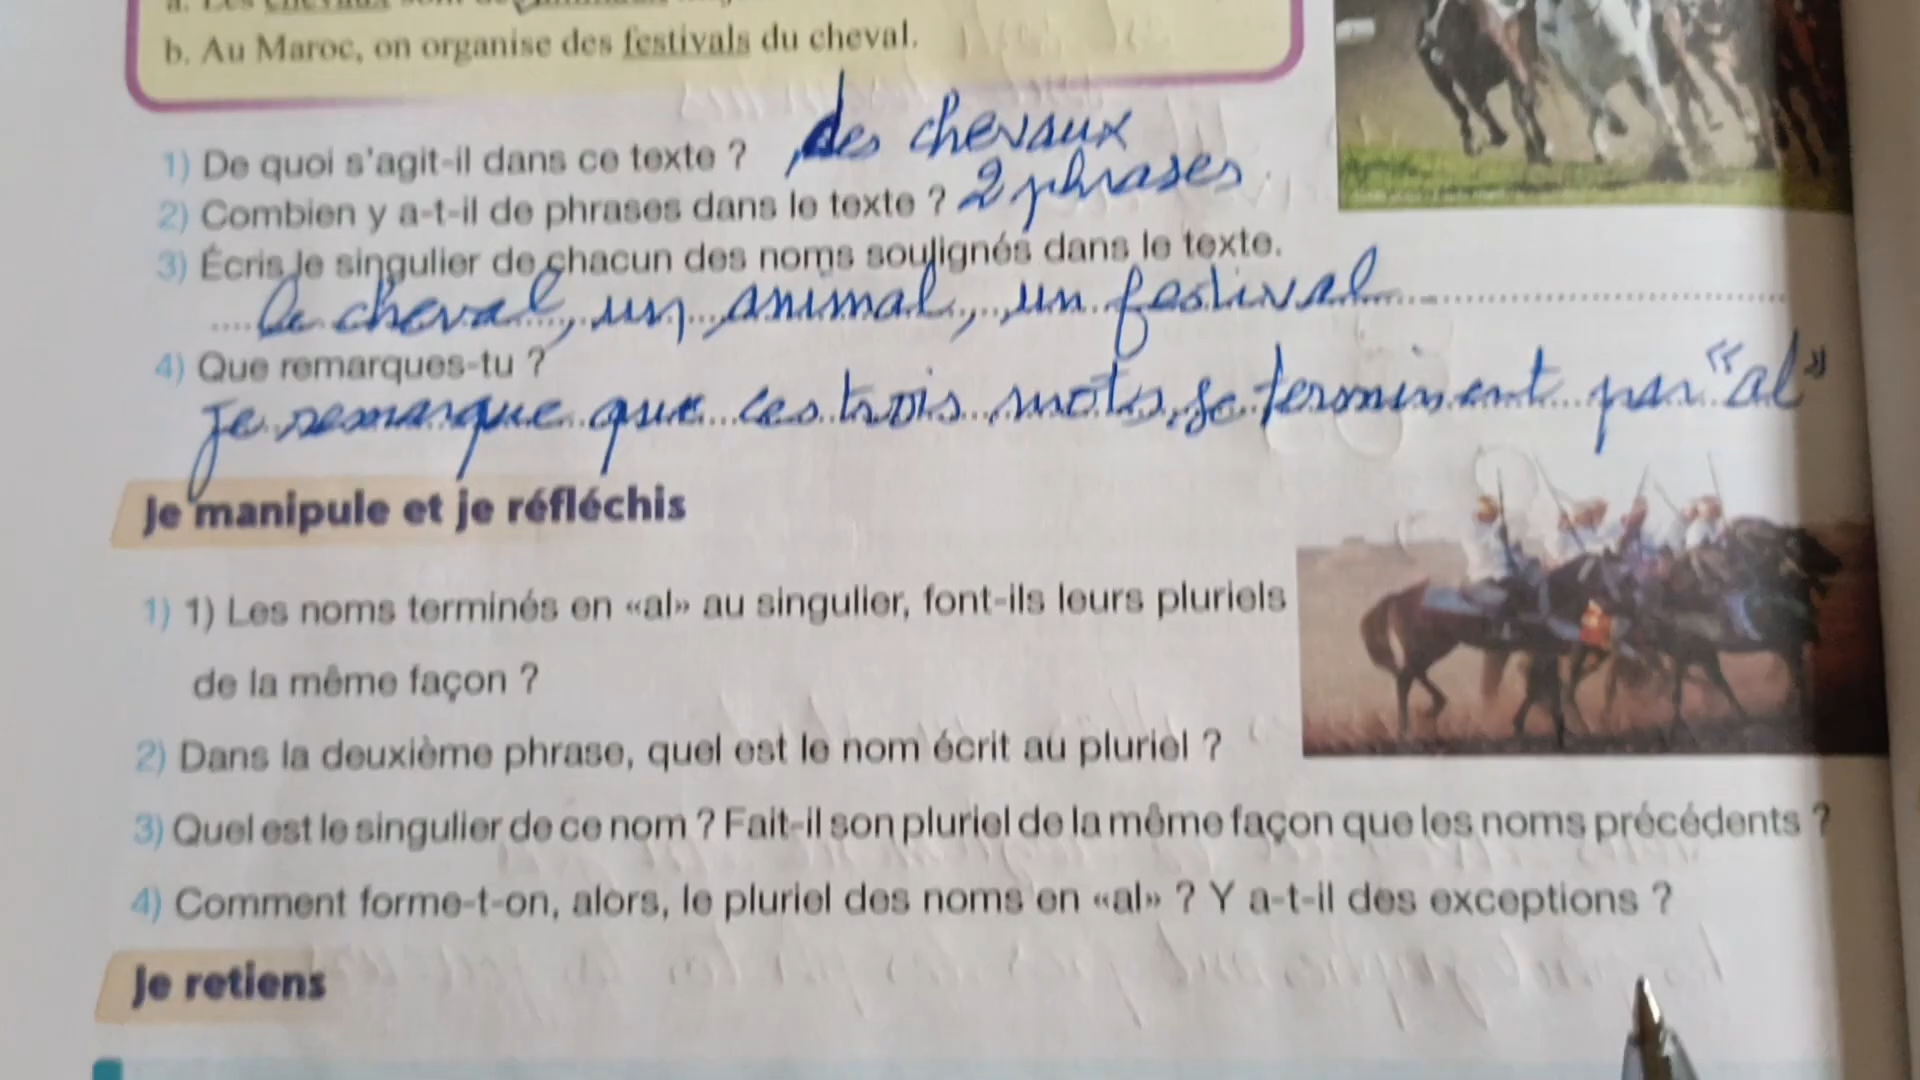 a. Les chevaux sont des animaux
b. Au Maroc, on organise des festivals du cheval.
1) De quoi s'agit-il dans ce texte ? des chevaux
2) Combien y a-t-il de phrases dans le texte ? 2 phrases
3) Écris le singulier de chacun des noms soulignés dans le texte.
le cheval, un animal, un festival
4) Que remarques-tu ?
je remarque que ces trois mots se terminent par "al"
Je manipule et je réfléchis
1) 1) Les noms terminés en «al» au singulier, font-ils leurs pluriels
de la même façon ?
2) Dans la deuxième phrase, quel est le nom écrit au pluriel ?
3) Quel est le singulier de ce nom ? Fait-il son pluriel de la même façon que les noms précédents ?
4) Comment forme-t-on, alors, le pluriel des noms en «al» ? Y a-t-il des exceptions ?
Je retiens